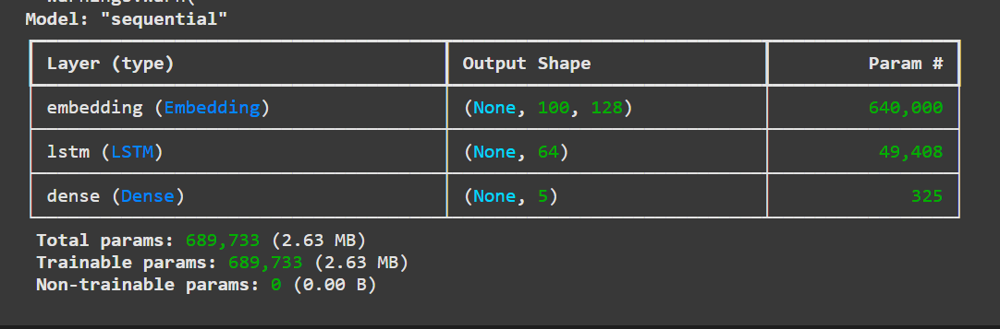 warnings.warn(
Model: "sequential"
Layer (type) Output Shape Param #
embedding (Embedding) (None, 100, 128) 640,000
lstm (LSTM) (None, 64) 49,408
dense (Dense) (None, 5) 325
Total params: 689,733 (2.63 MB)
Trainable params: 689,733 (2.63 MB)
Non-trainable params: 0 (0.00 B)